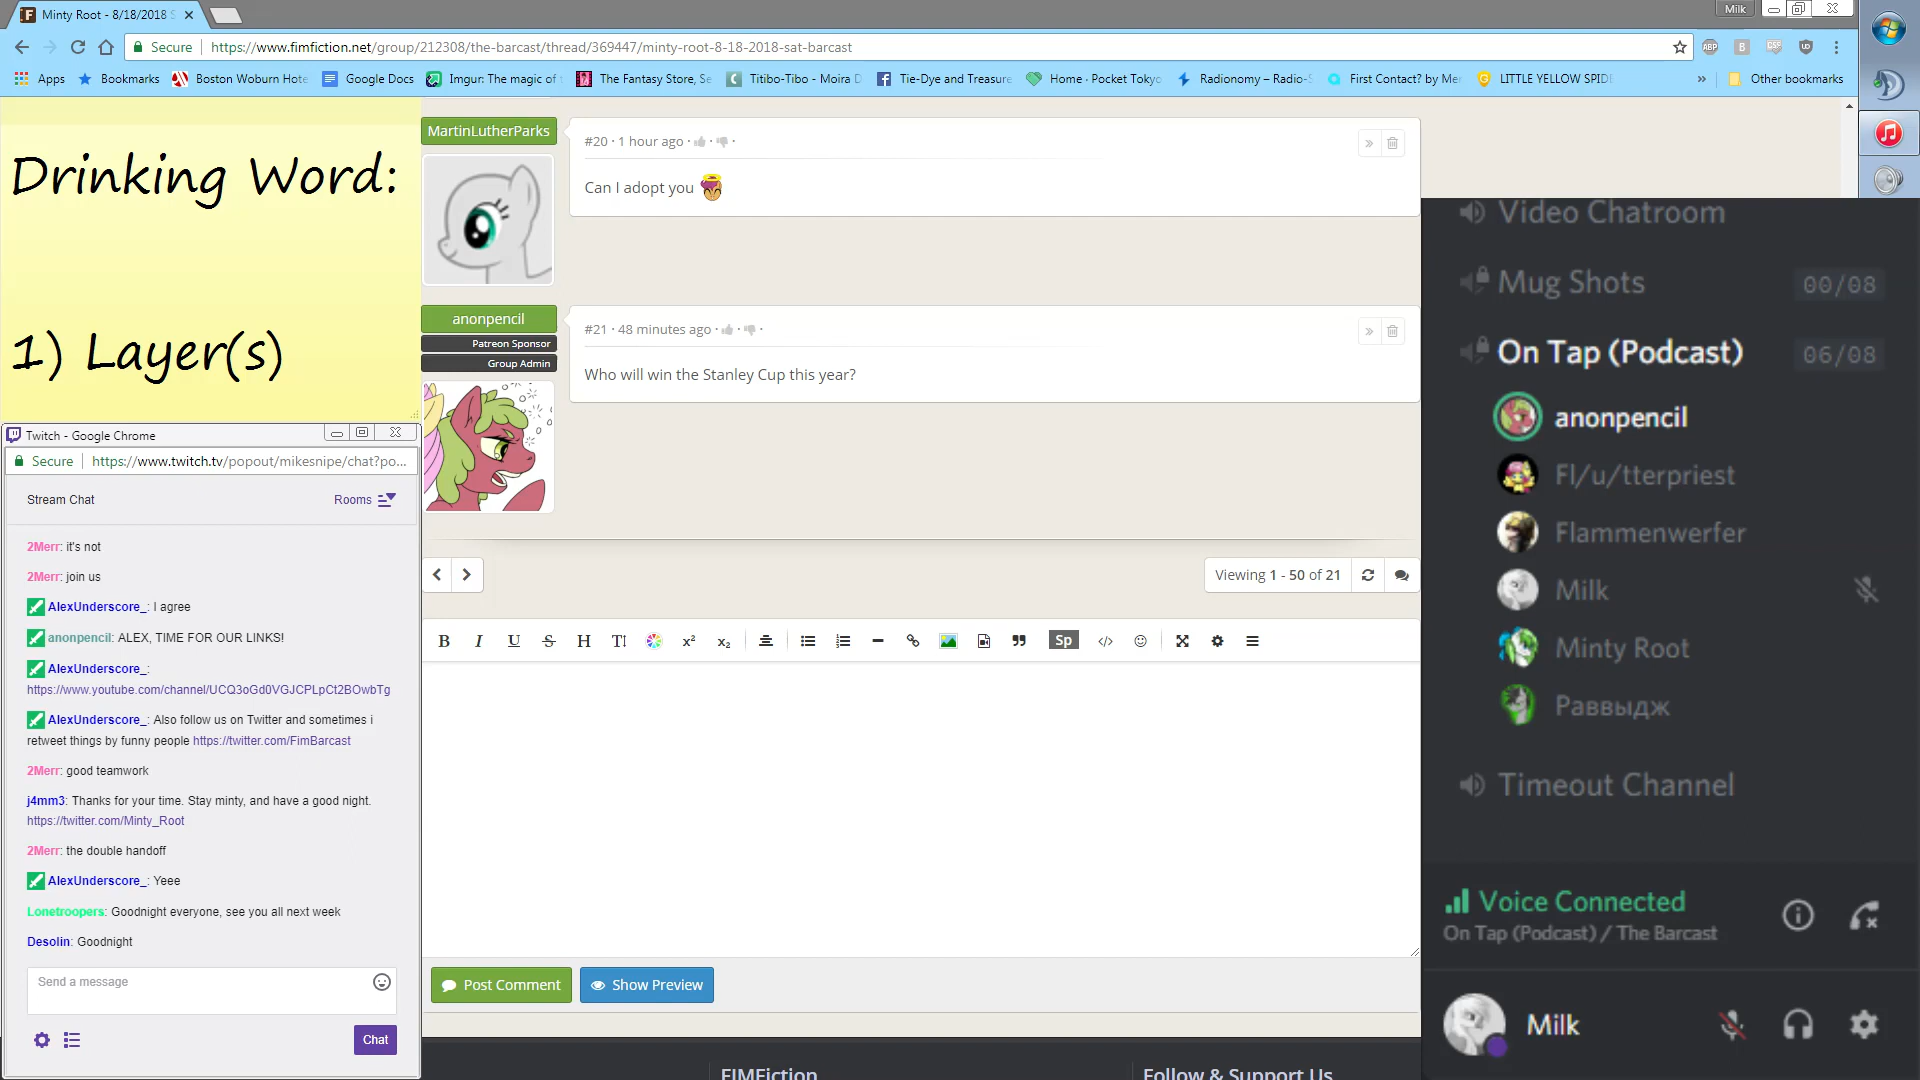 Minty Root - 8/18/2018 S
Milk
Secure
https://www.fimfiction.net/group/212308/the-barcast/thread/369447/minty-root-8-18-2018-sat-barcast
ABP
B
Apps
Bookmarks
Boston Woburn Hote
Google Docs
Imgur: The magic of
The Fantasy Store, Se
Titibo-Tibo - Moira D
Tie-Dye and Treasure
Home · Pocket Tokyo
Radionomy – Radio-S
First Contact? by Mer
LITTLE YELLOW SPID
»
Other bookmarks
Drinking Word:
1) Layer(s)
MartinLutherParks
#20 · 1 hour ago ·
Can I adopt you
anonpencil
Patreon Sponsor
Group Admin
#21 · 48 minutes ago ·
Who will win the Stanley Cup this year?
Viewing 1 - 50 of 21
B I U S H T x² x₂ Sp </>
Post Comment
Show Preview
FIMFiction
Follow & Support Us
Twitch - Google Chrome
Secure
https://www.twitch.tv/popout/mikesnipe/chat?po...
Stream Chat
Rooms
2Merr: it's not
2Merr: join us
AlexUnderscore_: I agree
anonpencil: ALEX, TIME FOR OUR LINKS!
AlexUnderscore_:
https://www.youtube.com/channel/UCQ3oGd0VGJCPLpCt2BOwbTg
AlexUnderscore_: Also follow us on Twitter and sometimes i
retweet things by funny people https://twitter.com/FimBarcast
2Merr: good teamwork
j4mm3: Thanks for your time. Stay minty, and have a good night.
https://twitter.com/Minty_Root
2Merr: the double handoff
AlexUnderscore_: Yeee
Lonetroopers: Goodnight everyone, see you all next week
Desolin: Goodnight
Send a message
Chat
Video Chatroom
Mug Shots
00/08
On Tap (Podcast)
06/08
anonpencil
Fl/u/tterpriest
Flammenwerfer
Milk
Minty Root
Раввыдж
Timeout Channel
Voice Connected
On Tap (Podcast) / The Barcast
Milk